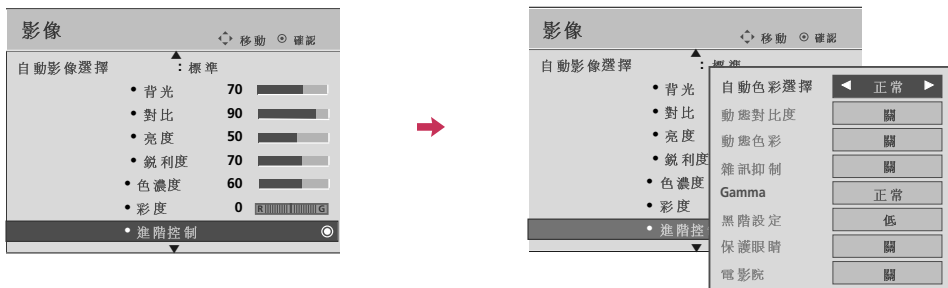 影像
移動 ⊙ 確認
自動影像選擇 : 標準
• 背光 70
• 對比 90
• 亮度 50
• 銳利度 70
• 色濃度 60
• 彩度 0 R G
• 進階控制
影像
移動 ⊙ 確認
自動影像選擇
• 背光
• 對比
• 亮度
• 銳利度
• 色濃度
• 彩度
• 進階控
自動色彩選擇 ◀ 正常 ▶
動態對比度 關
動態色彩 關
雜訊抑制 關
Gamma 正常
黑階設定 低
保護眼睛 關
電影院 關